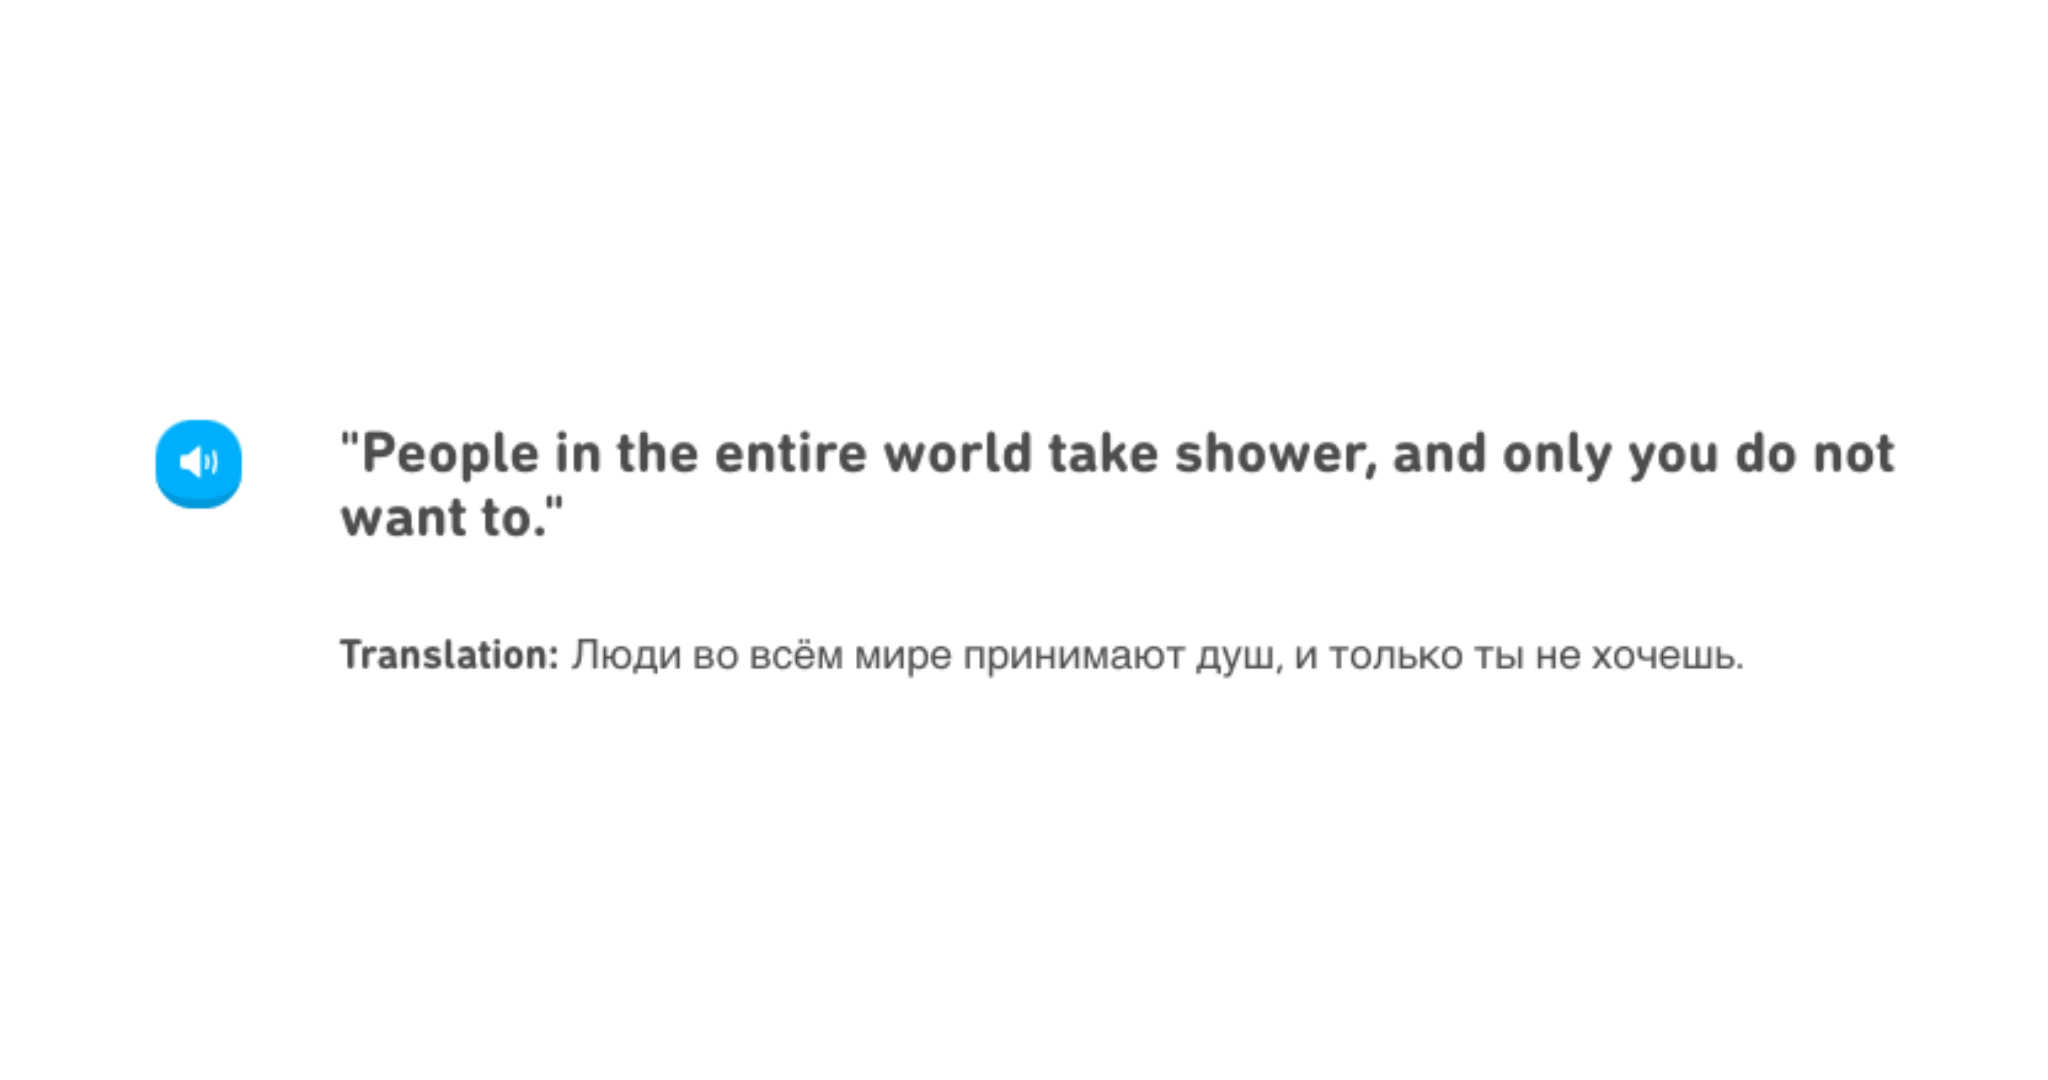 "People in the entire world take shower, and only you do not
want to."
Translation: Люди во всём мире принимают душ, и только ты не хочешь.